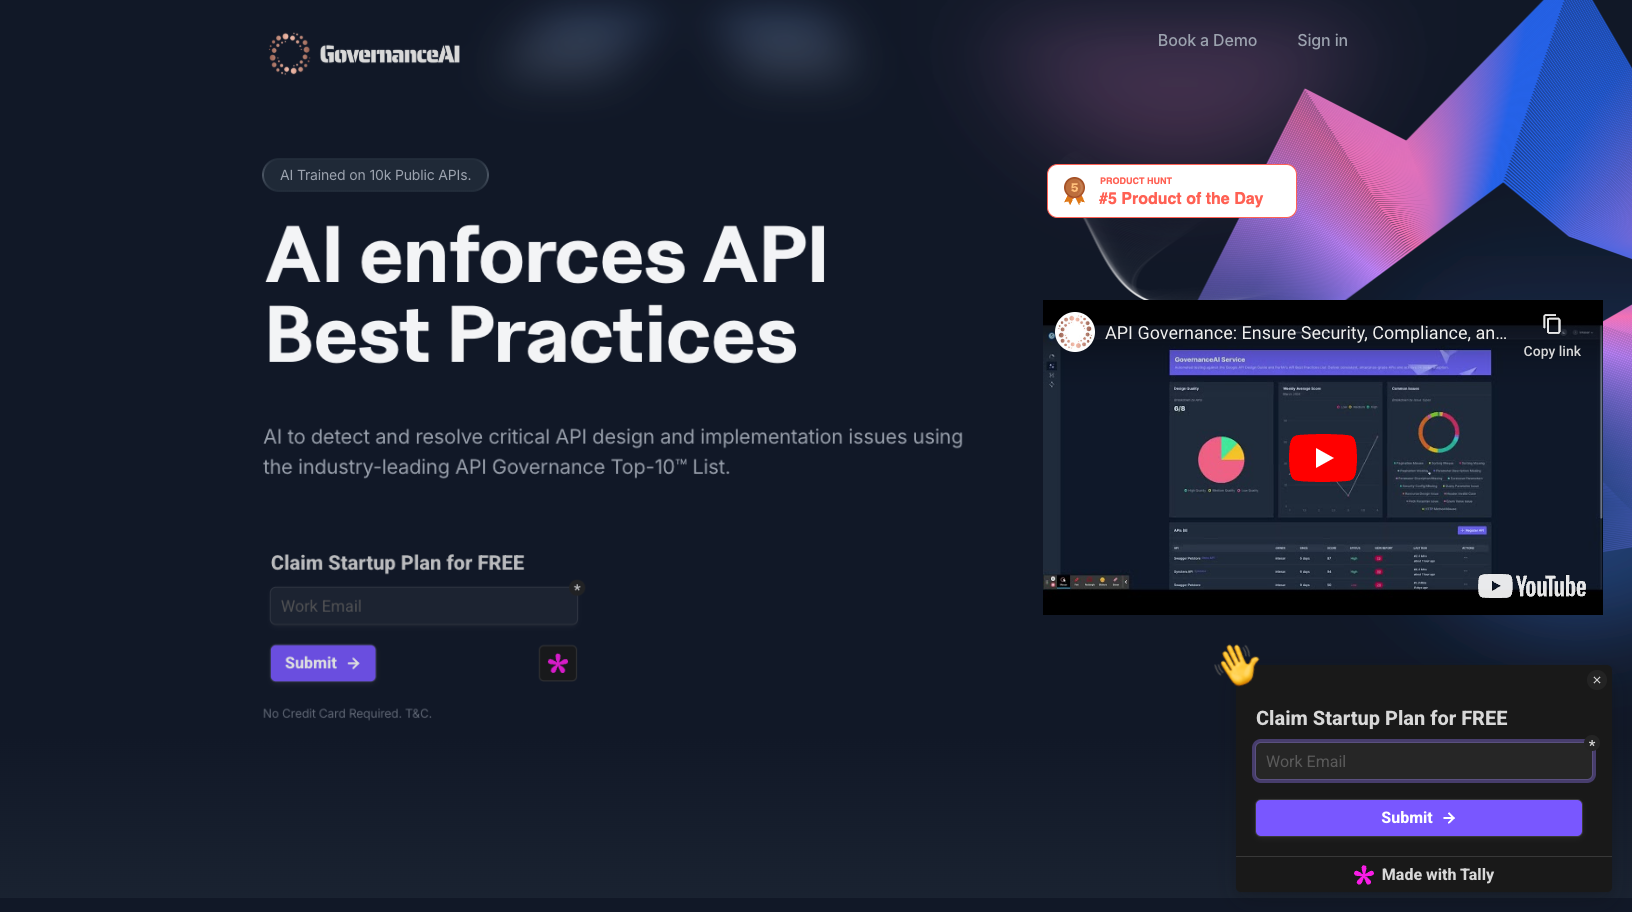 GovernanceAI
Book a Demo
Sign in
AI Trained on 10k Public APIs.
PRODUCT HUNT
#5 Product of the Day
5
AI enforces API
Best Practices
AI to detect and resolve critical API design and implementation issues using
the industry-leading API Governance Top-10™ List.
API Governance: Ensure Security, Compliance, an...
Copy link
GovernanceAI Service
6/8
YouTube
Claim Startup Plan for FREE
Work Email
*
Submit →
No Credit Card Required. T&C.
Claim Startup Plan for FREE
Work Email
*
Submit →
Made with Tally